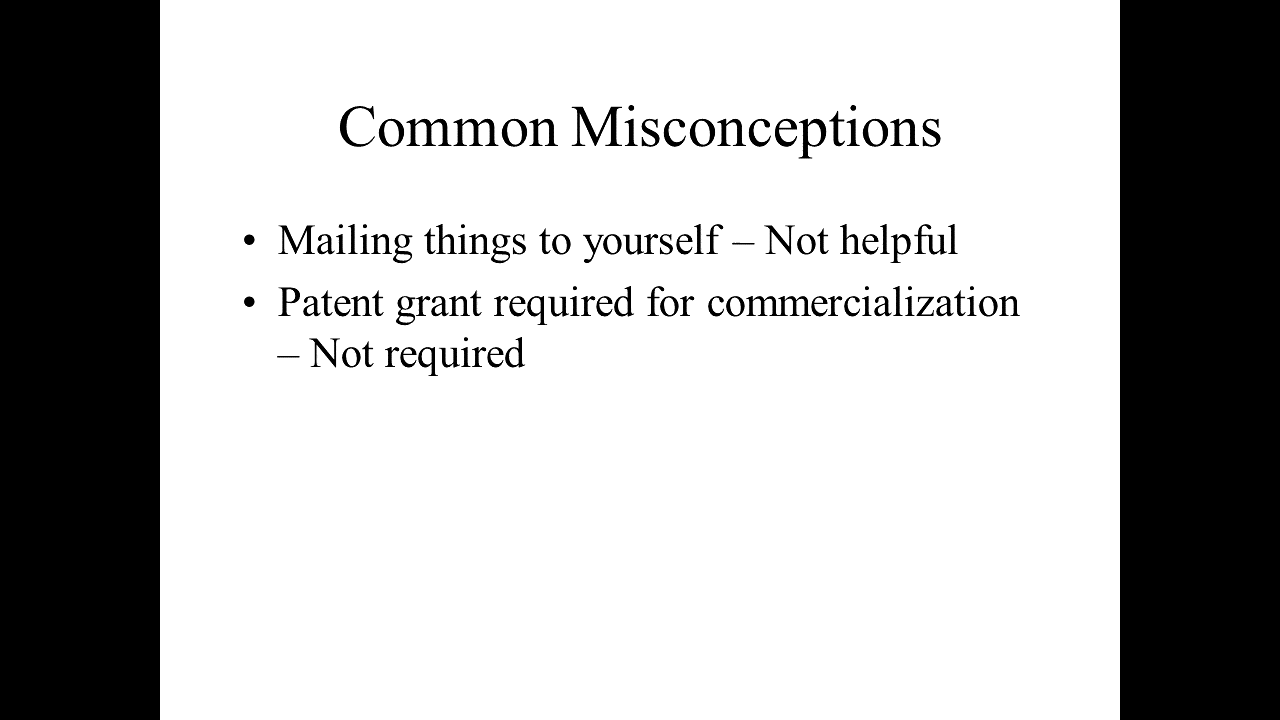 Common Misconceptions
• Mailing things to yourself – Not helpful
• Patent grant required for commercialization
– Not required